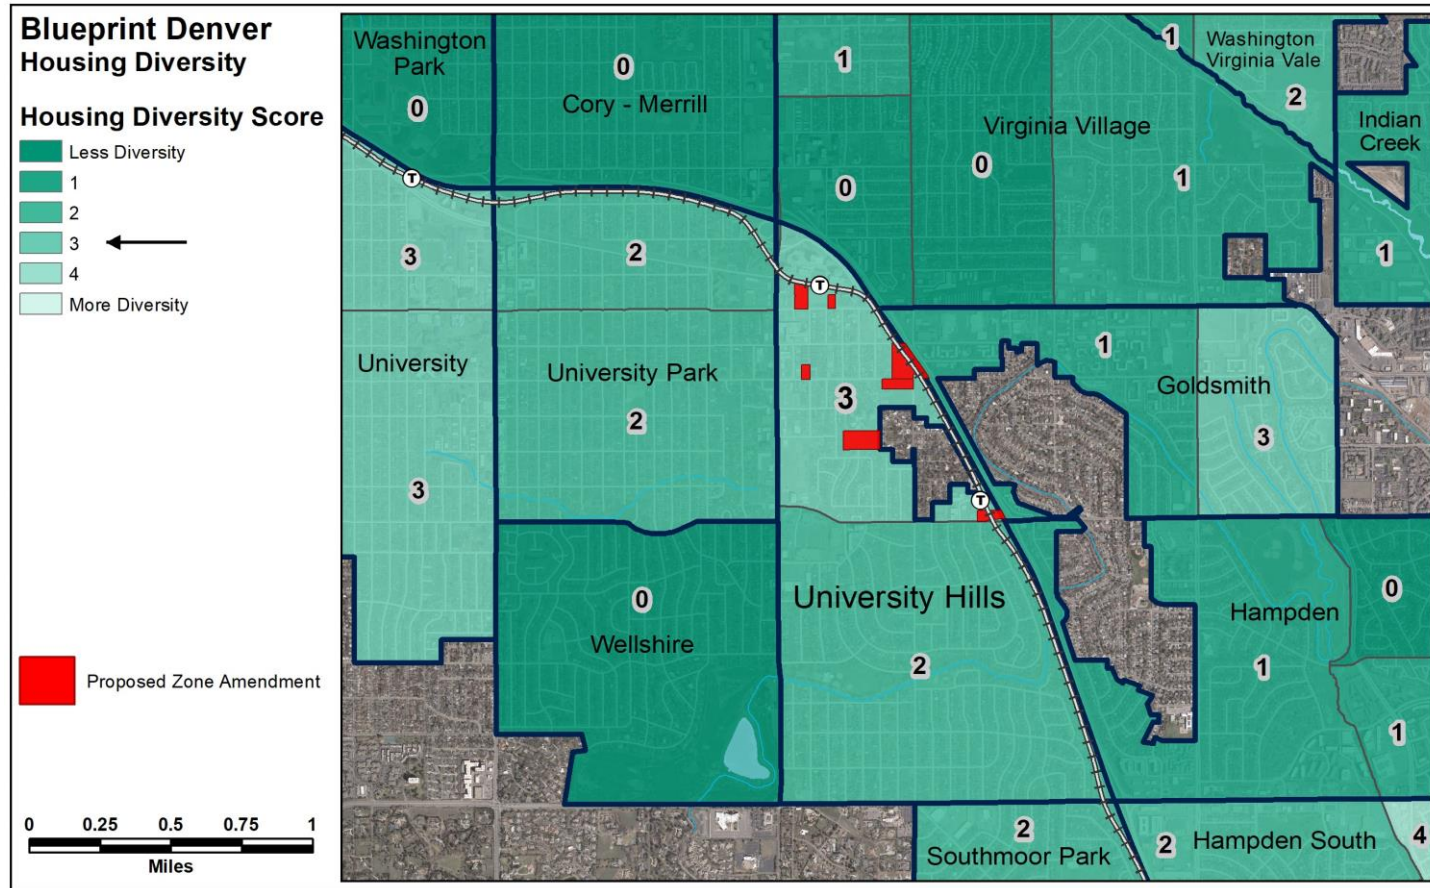 Blueprint Denver
Housing Diversity
Housing Diversity Score
Less Diversity
1
2
3
4
More Diversity
Proposed Zone Amendment
0 0.25 0.5 0.75 1
Miles
Washington
Park
0
0
Cory - Merrill
1
0
0
Virginia Village
1
1
Washington
Virginia Vale
2
Indian
Creek
1
T
3
2
T
University
3
University Park
2
3
1
Goldsmith
3
T
0
Wellshire
University Hills
2
Hampden
1
0
1
2
Southmoor Park
2
Hampden South
4